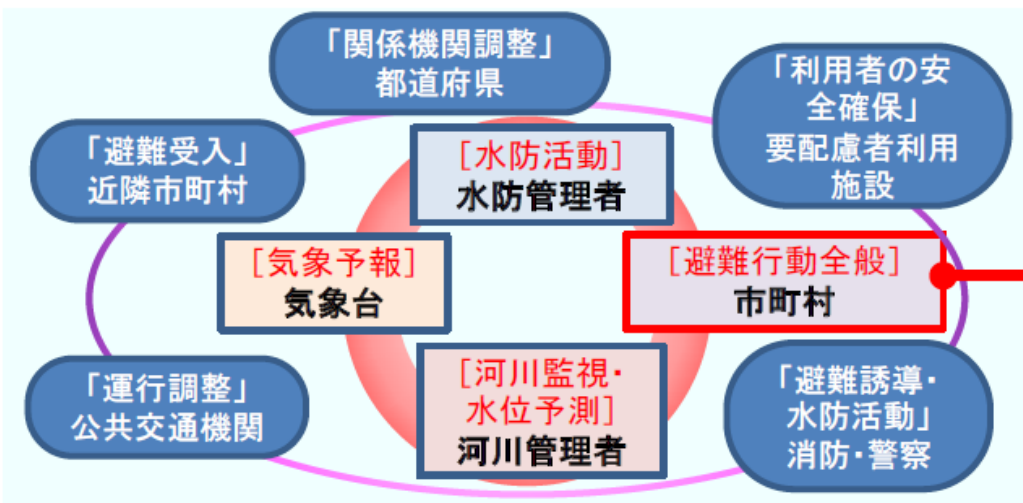 「関係機関調整」
都道府県
「利用者の安
全確保」
要配慮者利用
施設
「避難受入」
近隣市町村
[水防活動]
水防管理者
[気象予報]
気象台
[避難行動全般]
市町村
[河川監視・
水位予測]
河川管理者
「運行調整」
公共交通機関
「避難誘導・
水防活動」
消防・警察